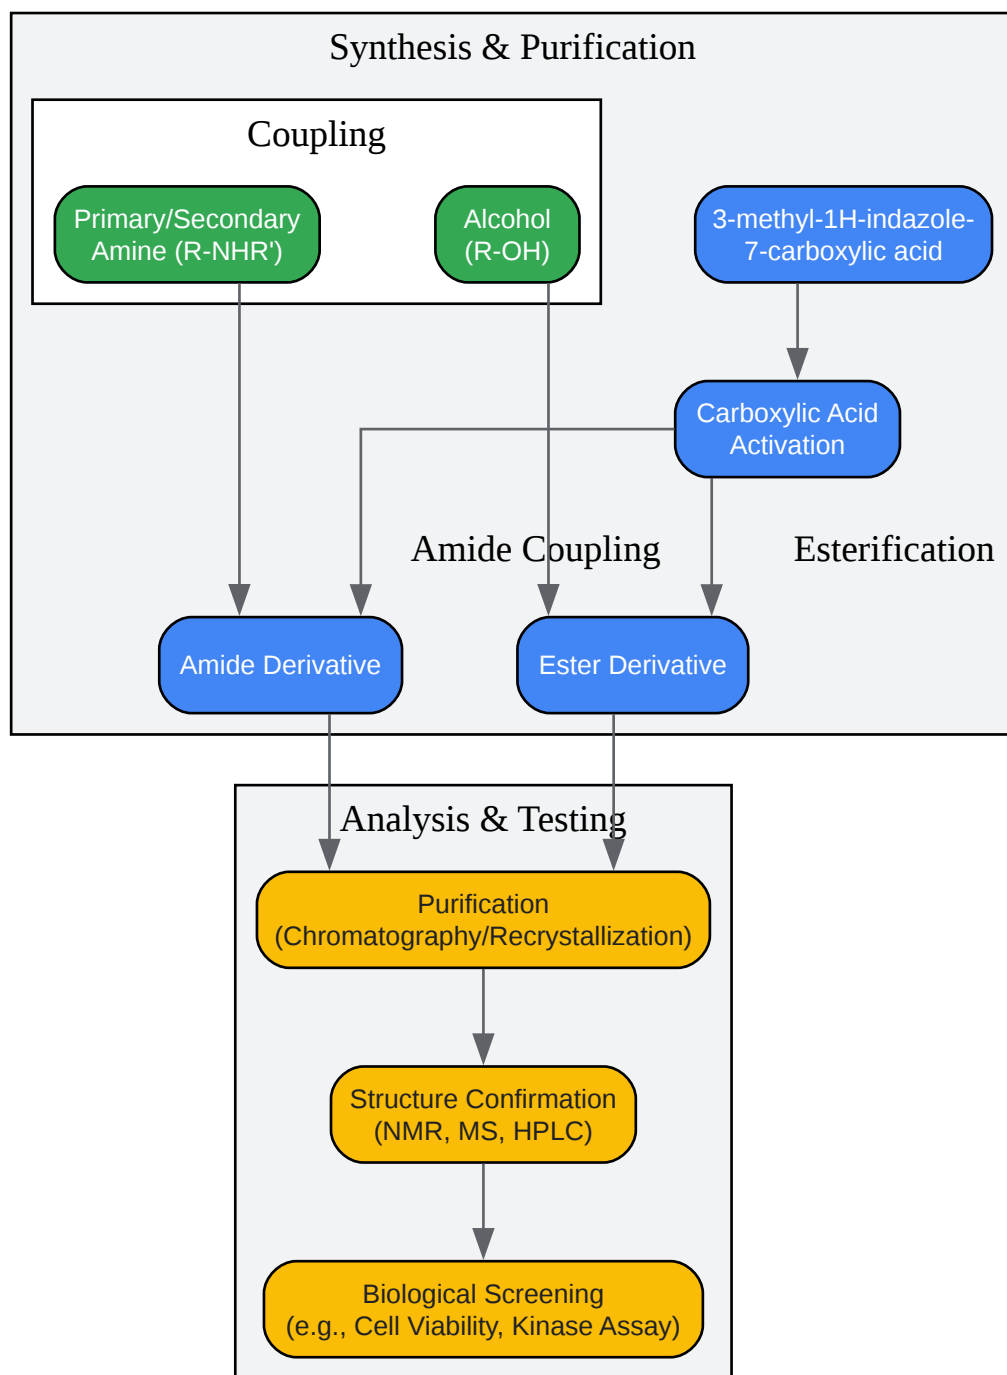 Synthesis & Purification
Coupling
Primary/Secondary
Amine (R-NHR')
Alcohol
(R-OH)
3-methyl-1H-indazole-
7-carboxylic acid
Carboxylic Acid
Activation
Amide Coupling
Esterification
Amide Derivative
Ester Derivative
Analysis & Testing
Purification
(Chromatography/Recrystallization)
Structure Confirmation
(NMR, MS, HPLC)
Biological Screening
(e.g., Cell Viability, Kinase Assay)